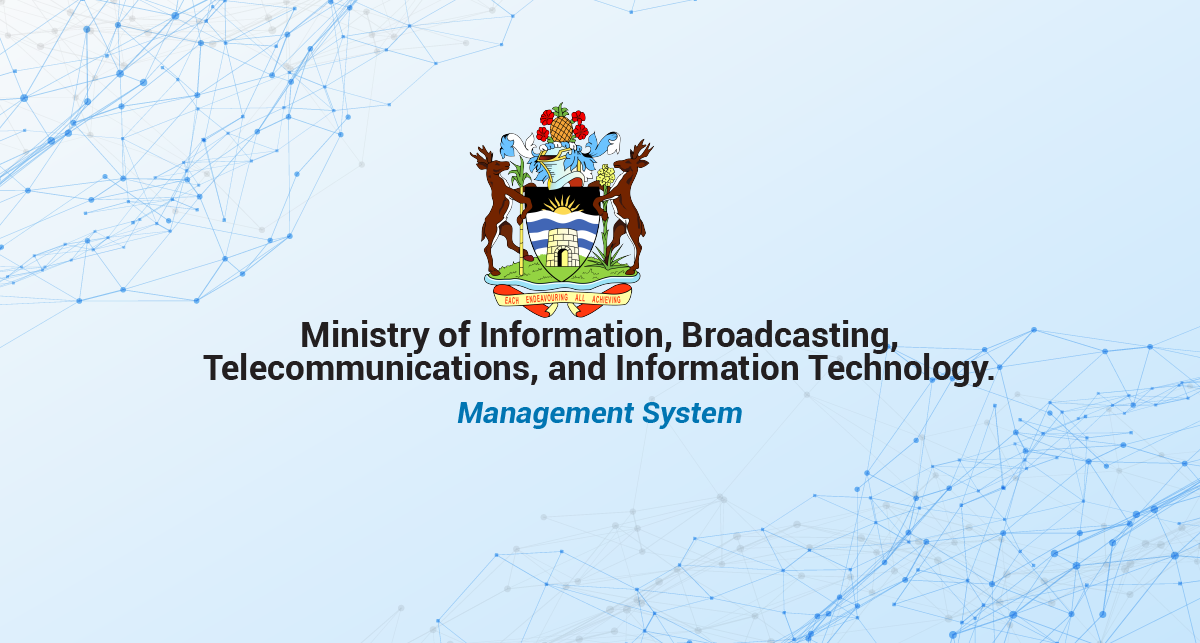 EACH ENDEAVOURING ALL ACHIEVING
Ministry of Information, Broadcasting,
Telecommunications, and Information Technology.
Management System